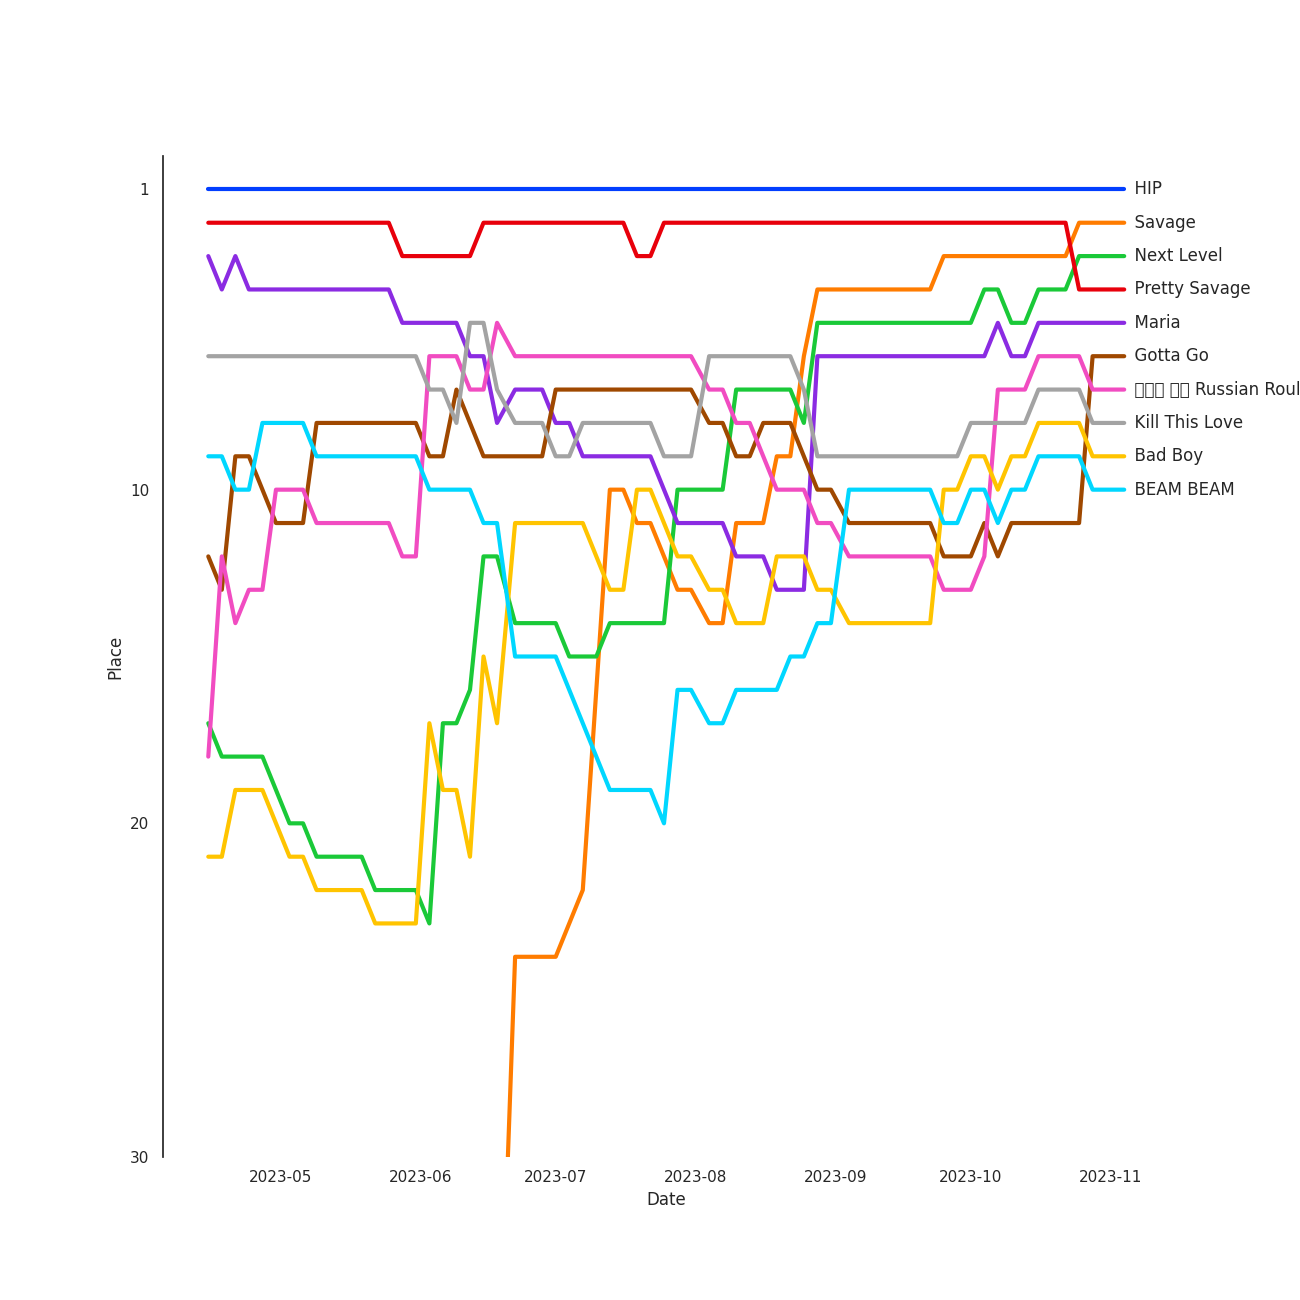 1
10
20
30
Place
2023-05 2023-06 2023-07 2023-08 2023-09 2023-10 2023-11
Date
HIP
Savage
Next Level
Pretty Savage
Maria
Gotta Go
Russian Roul
Kill This Love
Bad Boy
BEAM BEAM